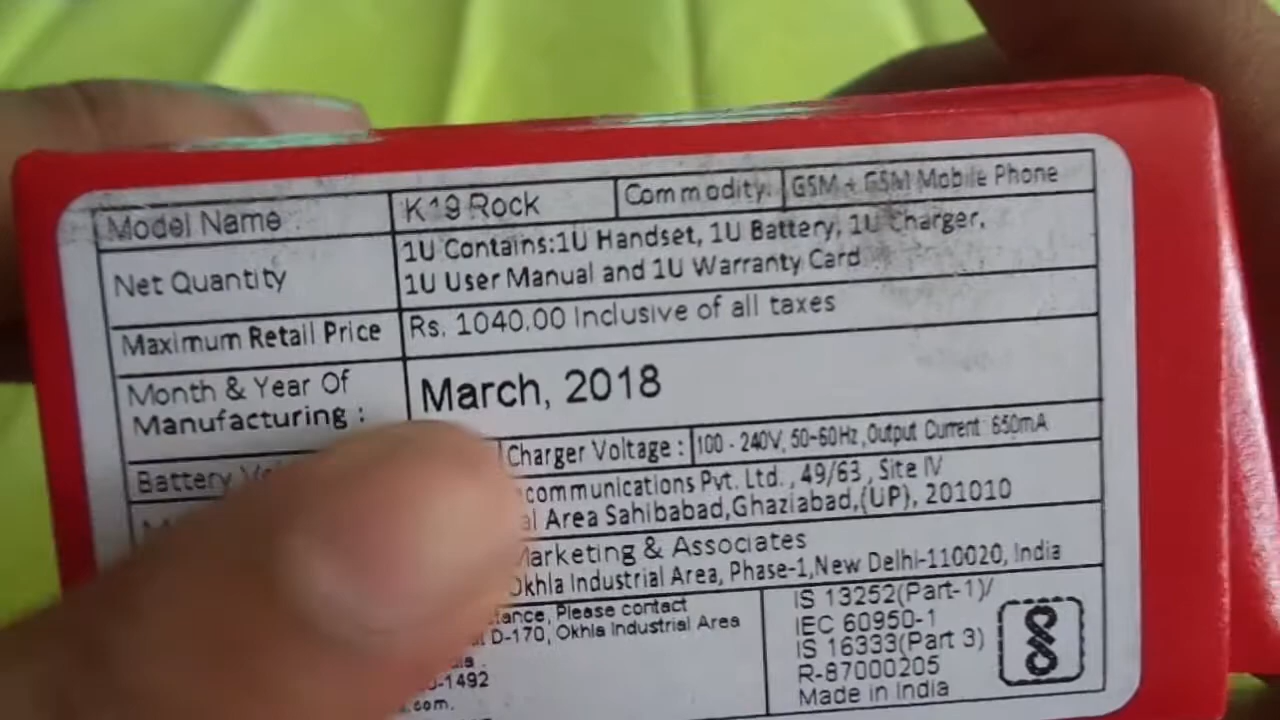 Model Name : K19 Rock Commodity: GSM + GSM Mobile Phone
Net Quantity 1U Contains:1U Handset, 1U Battery, 1U Charger,
1U User Manual and 1U Warranty Card
Maximum Retail Price Rs. 1040.00 Inclusive of all taxes
Month & Year Of
Manufacturing : March, 2018
Battery Charger Voltage : 100 - 240V, 50-60Hz ,Output Current 650mA
communications Pvt. Ltd. , 49/63 , Site IV
Area Sahibabad,Ghaziabad,(UP), 201010
Marketing & Associates
Okhla Industrial Area, Phase-1,New Delhi-110020, India
Please contact
D-170, Okhla Industrial Area
-1492
.com.
IS 13252(Part-1)/
IEC 60950-1
IS 16333(Part 3)
R-87000205
Made in India